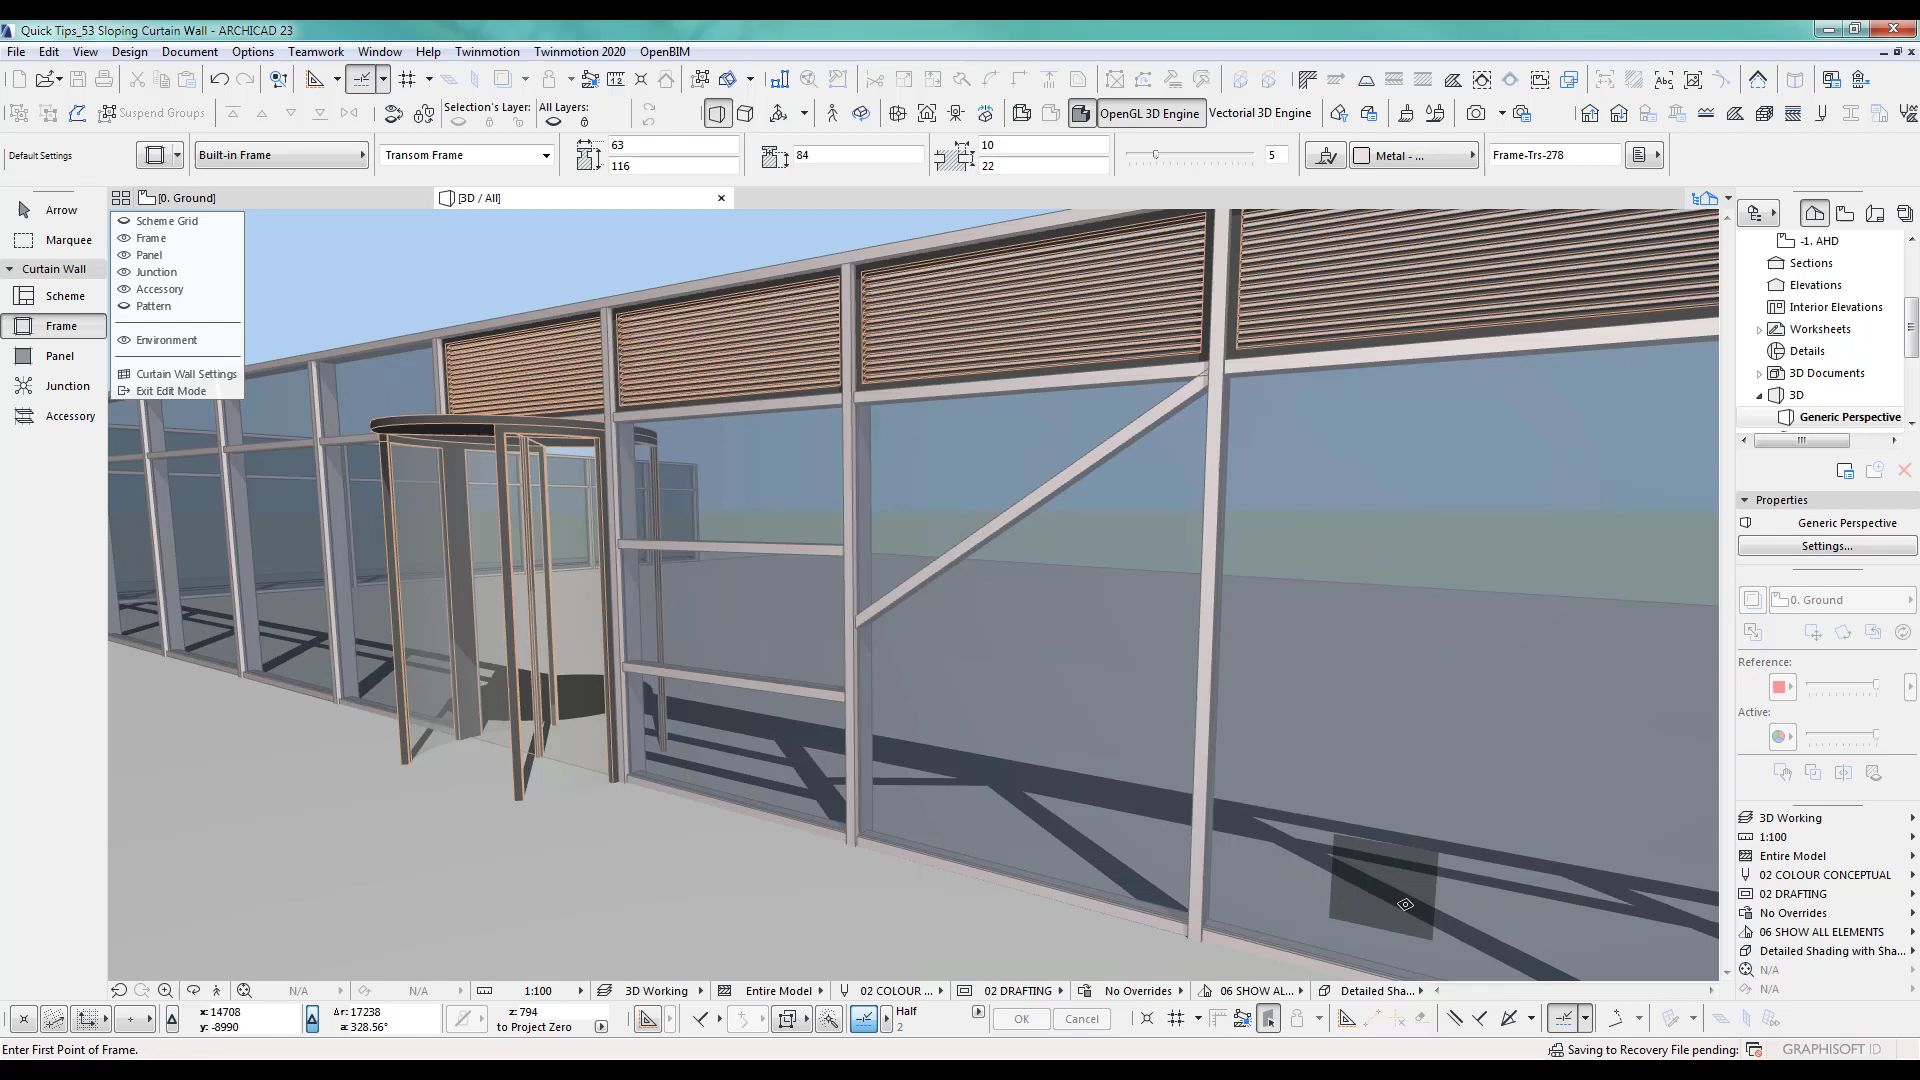 Quick Tips_53 Sloping Curtain Wall - ARCHICAD 23
File Edit View Design Document Options Teamwork Window Help Twinmotion Twinmotion 2020 OpenBIM
Suspend Groups Selection's Layer: All Layers: OpenGL 3D Engine Vectorial 3D Engine
Default Settings Built-in Frame Transom Frame 63 116 84 10 22 5 Metal - ... Frame-Trs-278
[0. Ground] [3D / All]
Arrow
Marquee
Curtain Wall
Scheme
Frame
Panel
Junction
Accessory
Scheme Grid
Frame
Panel
Junction
Accessory
Pattern
Environment
Curtain Wall Settings
Exit Edit Mode
-1. AHD
Sections
Elevations
Interior Elevations
Worksheets
Details
3D Documents
3D
Generic Perspective
Properties
Generic Perspective
Settings...
0. Ground
Reference:
Active:
3D Working
1:100
Entire Model
02 COLOUR CONCEPTUAL
02 DRAFTING
No Overrides
06 SHOW ALL ELEMENTS
Detailed Shading with Sha...
N/A
N/A
N/A N/A 1:100 3D Working Entire Model 02 COLOUR ... 02 DRAFTING No Overrides 06 SHOW AL... Detailed Sha...
x: 14708 Δr: 17238 z: 794 Half
y: -8990 a: 328.56° to Project Zero 2
OK Cancel
Enter First Point of Frame. Saving to Recovery File pending: GRAPHISOFT ID